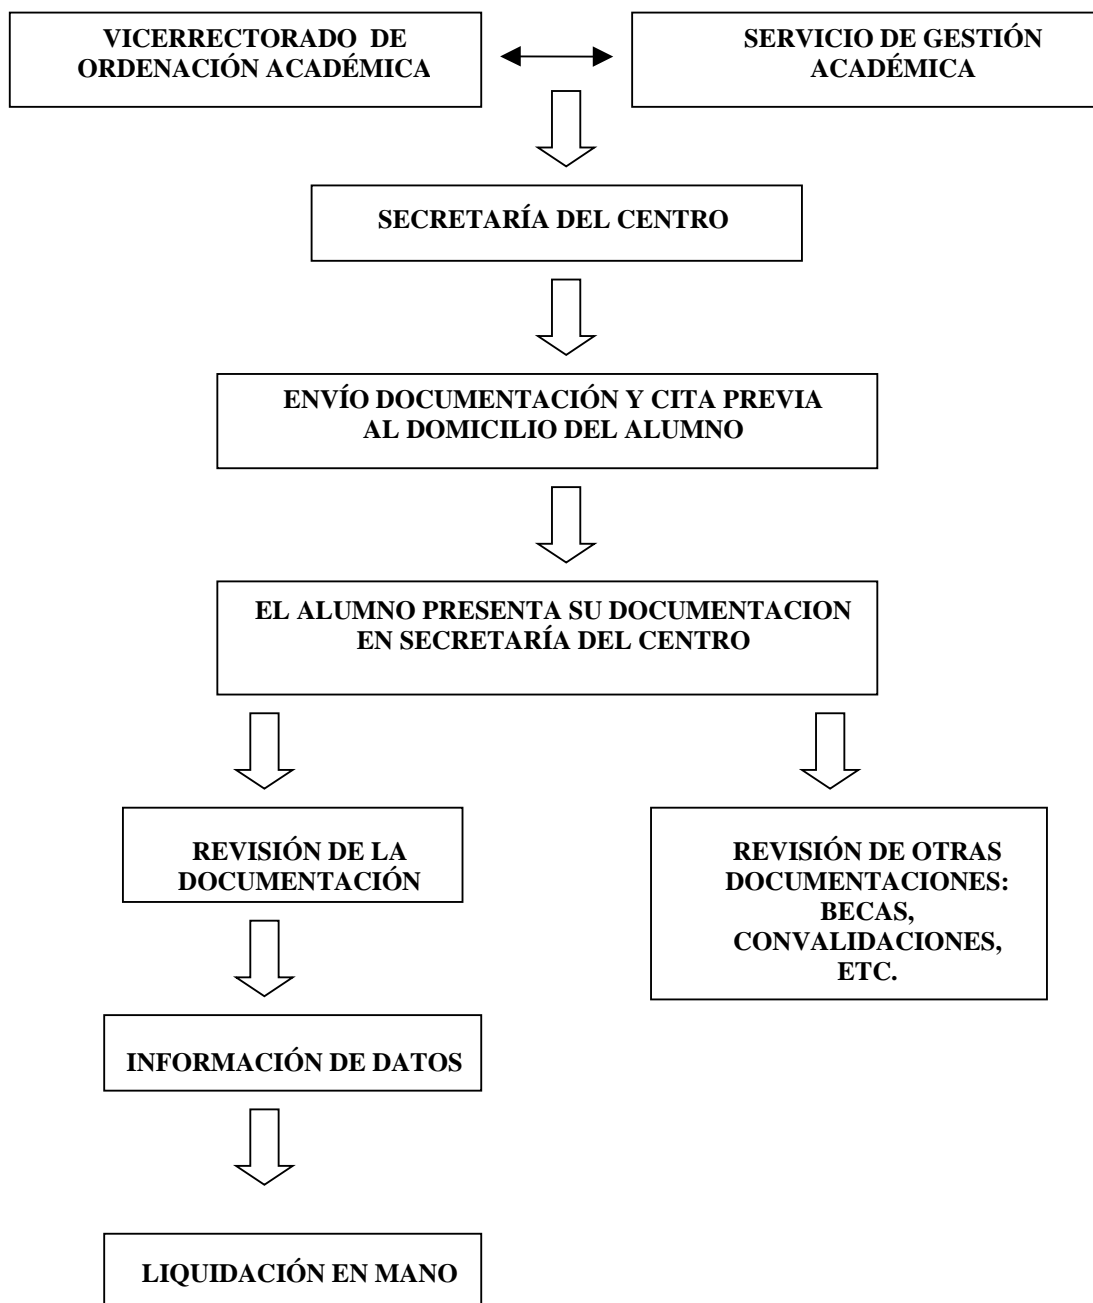 VICERRECTORADO DE
ORDENACIÓN ACADÉMICA
SERVICIO DE GESTIÓN
ACADÉMICA
SECRETARÍA DEL CENTRO
ENVÍO DOCUMENTACIÓN Y CITA PREVIA
AL DOMICILIO DEL ALUMNO
EL ALUMNO PRESENTA SU DOCUMENTACION
EN SECRETARÍA DEL CENTRO
REVISIÓN DE LA
DOCUMENTACIÓN
REVISIÓN DE OTRAS
DOCUMENTACIONES:
BECAS,
CONVALIDACIONES,
ETC.
INFORMACIÓN DE DATOS
LIQUIDACIÓN EN MANO